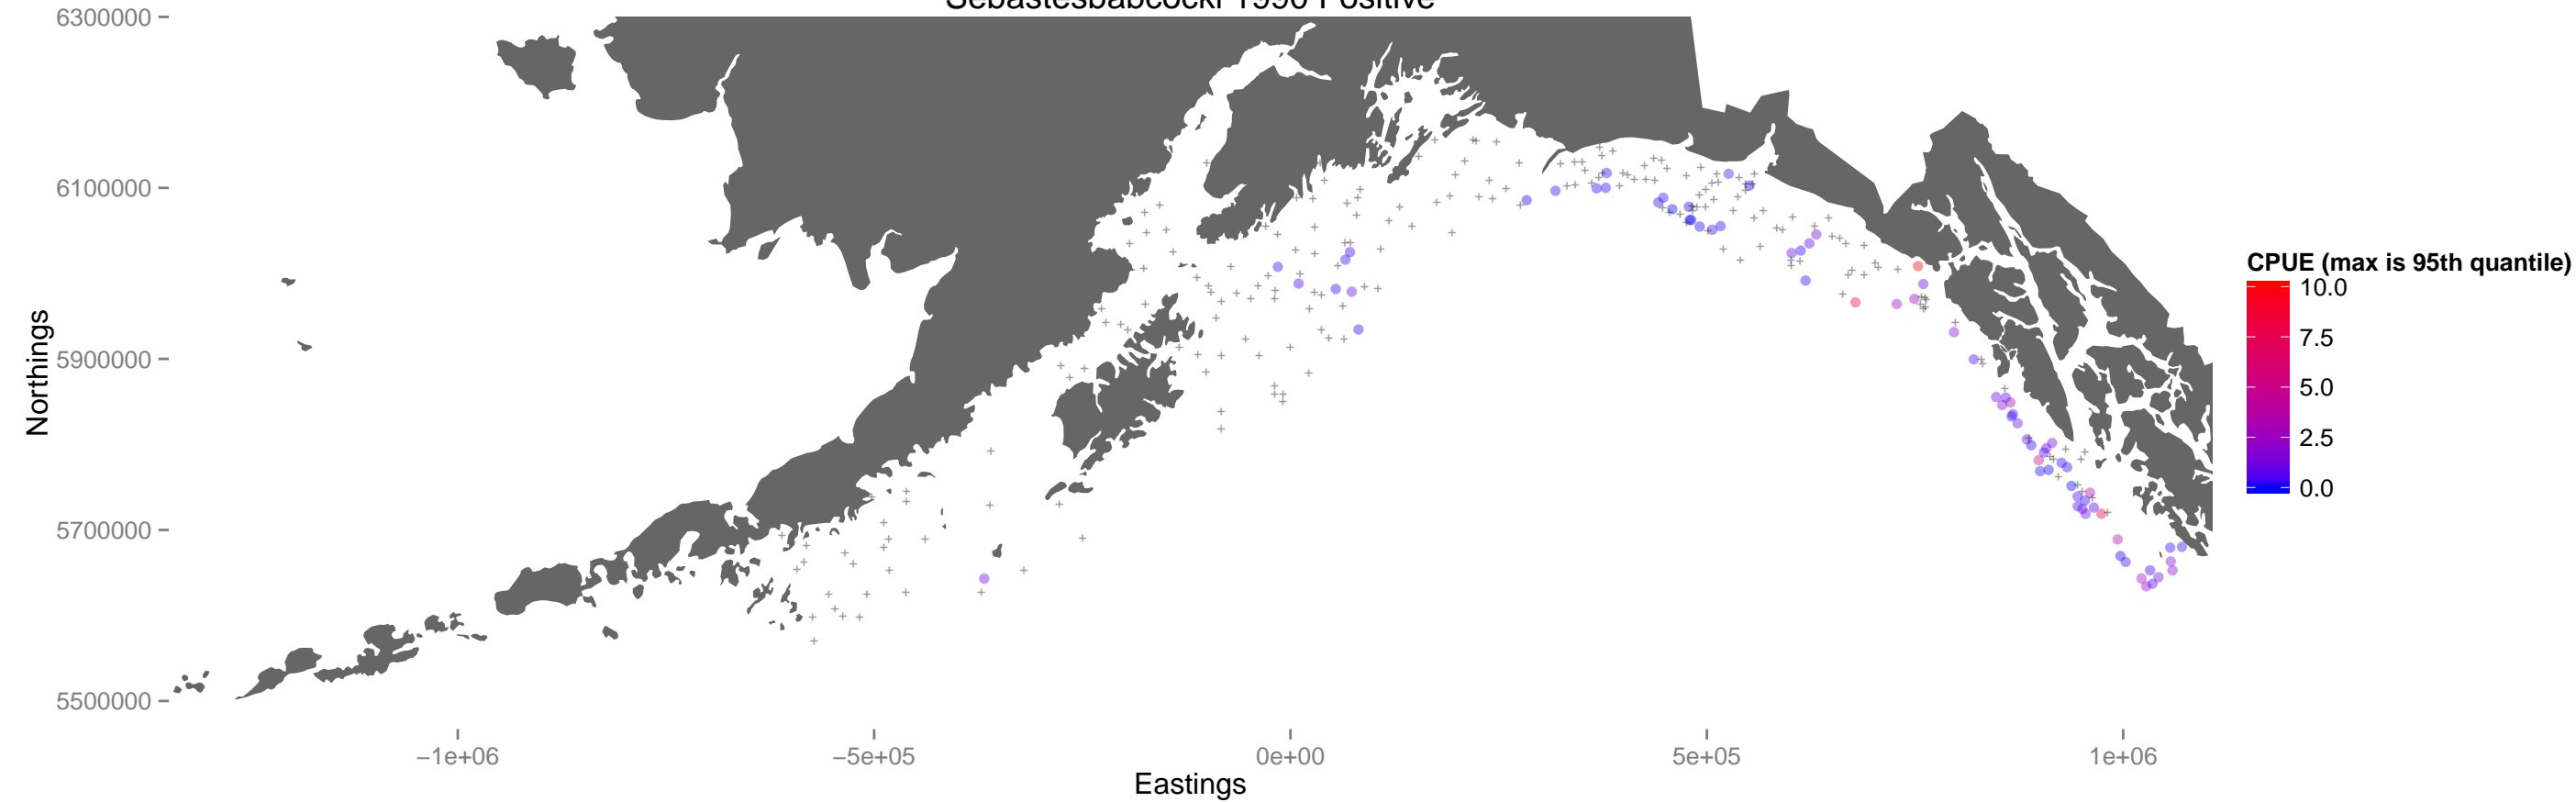 Sebastesbabcocki 1990 Positive
6300000
6100000
5900000
5700000
5500000
Northings
−1e+06
−5e+05
0e+00
5e+05
1e+06
Eastings
CPUE (max is 95th quantile)
10.0
7.5
5.0
2.5
0.0